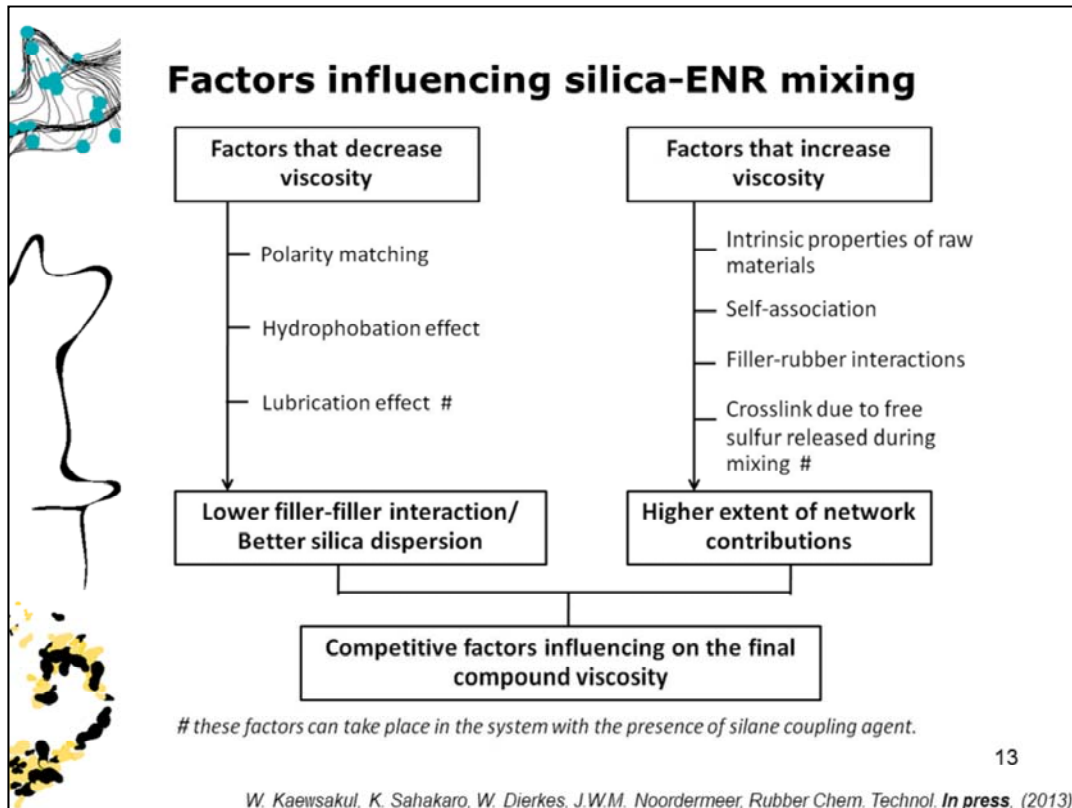 Factors influencing silica-ENR mixing
Factors that decrease
viscosity
Polarity matching
Hydrophobation effect
Lubrication effect #
Lower filler-filler interaction/
Better silica dispersion
Factors that increase
viscosity
Intrinsic properties of raw
materials
Self-association
Filler-rubber interactions
Crosslink due to free
sulfur released during
mixing #
Higher extent of network
contributions
Competitive factors influencing on the final
compound viscosity
# these factors can take place in the system with the presence of silane coupling agent.
13
W. Kaewsakul, K. Sahakaro, W. Dierkes, J.W.M. Noordermeer, Rubber Chem. Technol. In press, (2013)